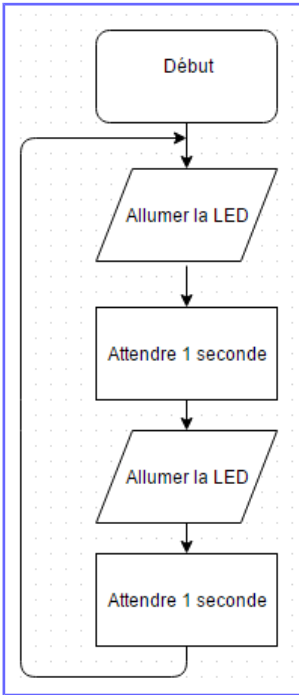 Début
Allumer la LED
Attendre 1 seconde
Allumer la LED
Attendre 1 seconde